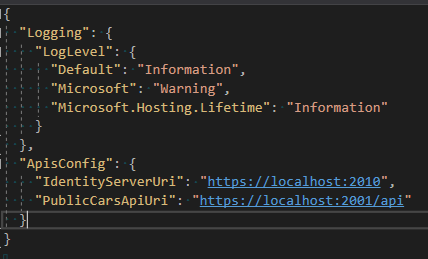 {
"Logging": {
"LogLevel": {
"Default": "Information",
"Microsoft": "Warning",
"Microsoft.Hosting.Lifetime": "Information"
}
},
"ApisConfig": {
"IdentityServerUri": "https://localhost:2010",
"PublicCarsApiUri": "https://localhost:2001/api"
}
}